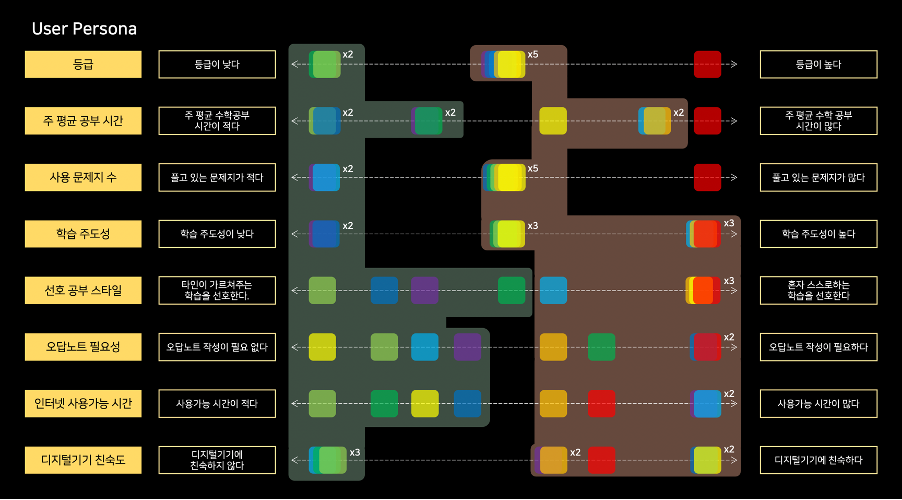 User Persona
등급
등급이 낮다
x2
x5
등급이 높다
주 평균 공부 시간
주 평균 수학공부
시간이 적다
x2
x2
x2
주 평균 수학 공부
시간이 많다
사용 문제지 수
풀고 있는 문제지가 적다
x2
x5
풀고 있는 문제지가 많다
학습 주도성
학습 주도성이 낮다
x2
x3
x3
학습 주도성이 높다
선호 공부 스타일
타인이 가르쳐주는
학습을 선호한다.
x3
혼자 스스로하는
학습을 선호한다
오답노트 필요성
오답노트 작성이 필요 없다
x2
오답노트 작성이 필요하다
인터넷 사용가능 시간
사용가능 시간이 적다
x2
사용가능 시간이 많다
디지털기기 친숙도
디지털기기에
친숙하지 않다
x3
x2
x2
디지털기기에 친숙하다